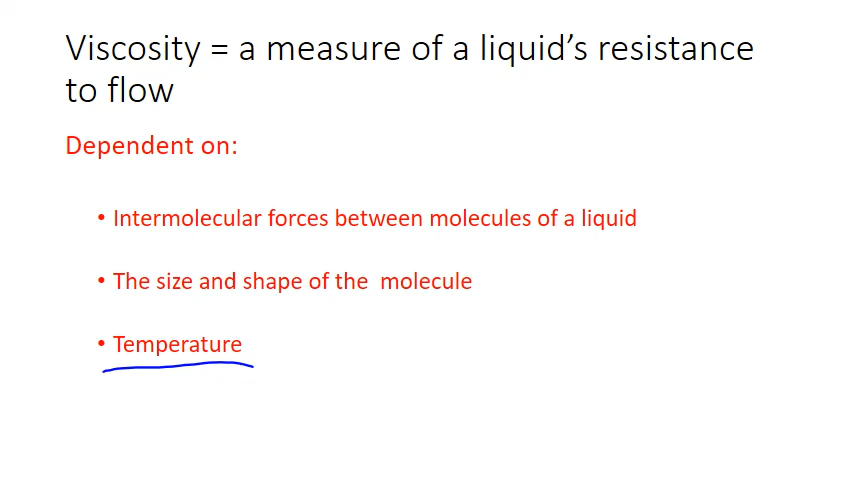 Viscosity = a measure of a liquid’s resistance
to flow
Dependent on:
• Intermolecular forces between molecules of a liquid
• The size and shape of the  molecule
• Temperature